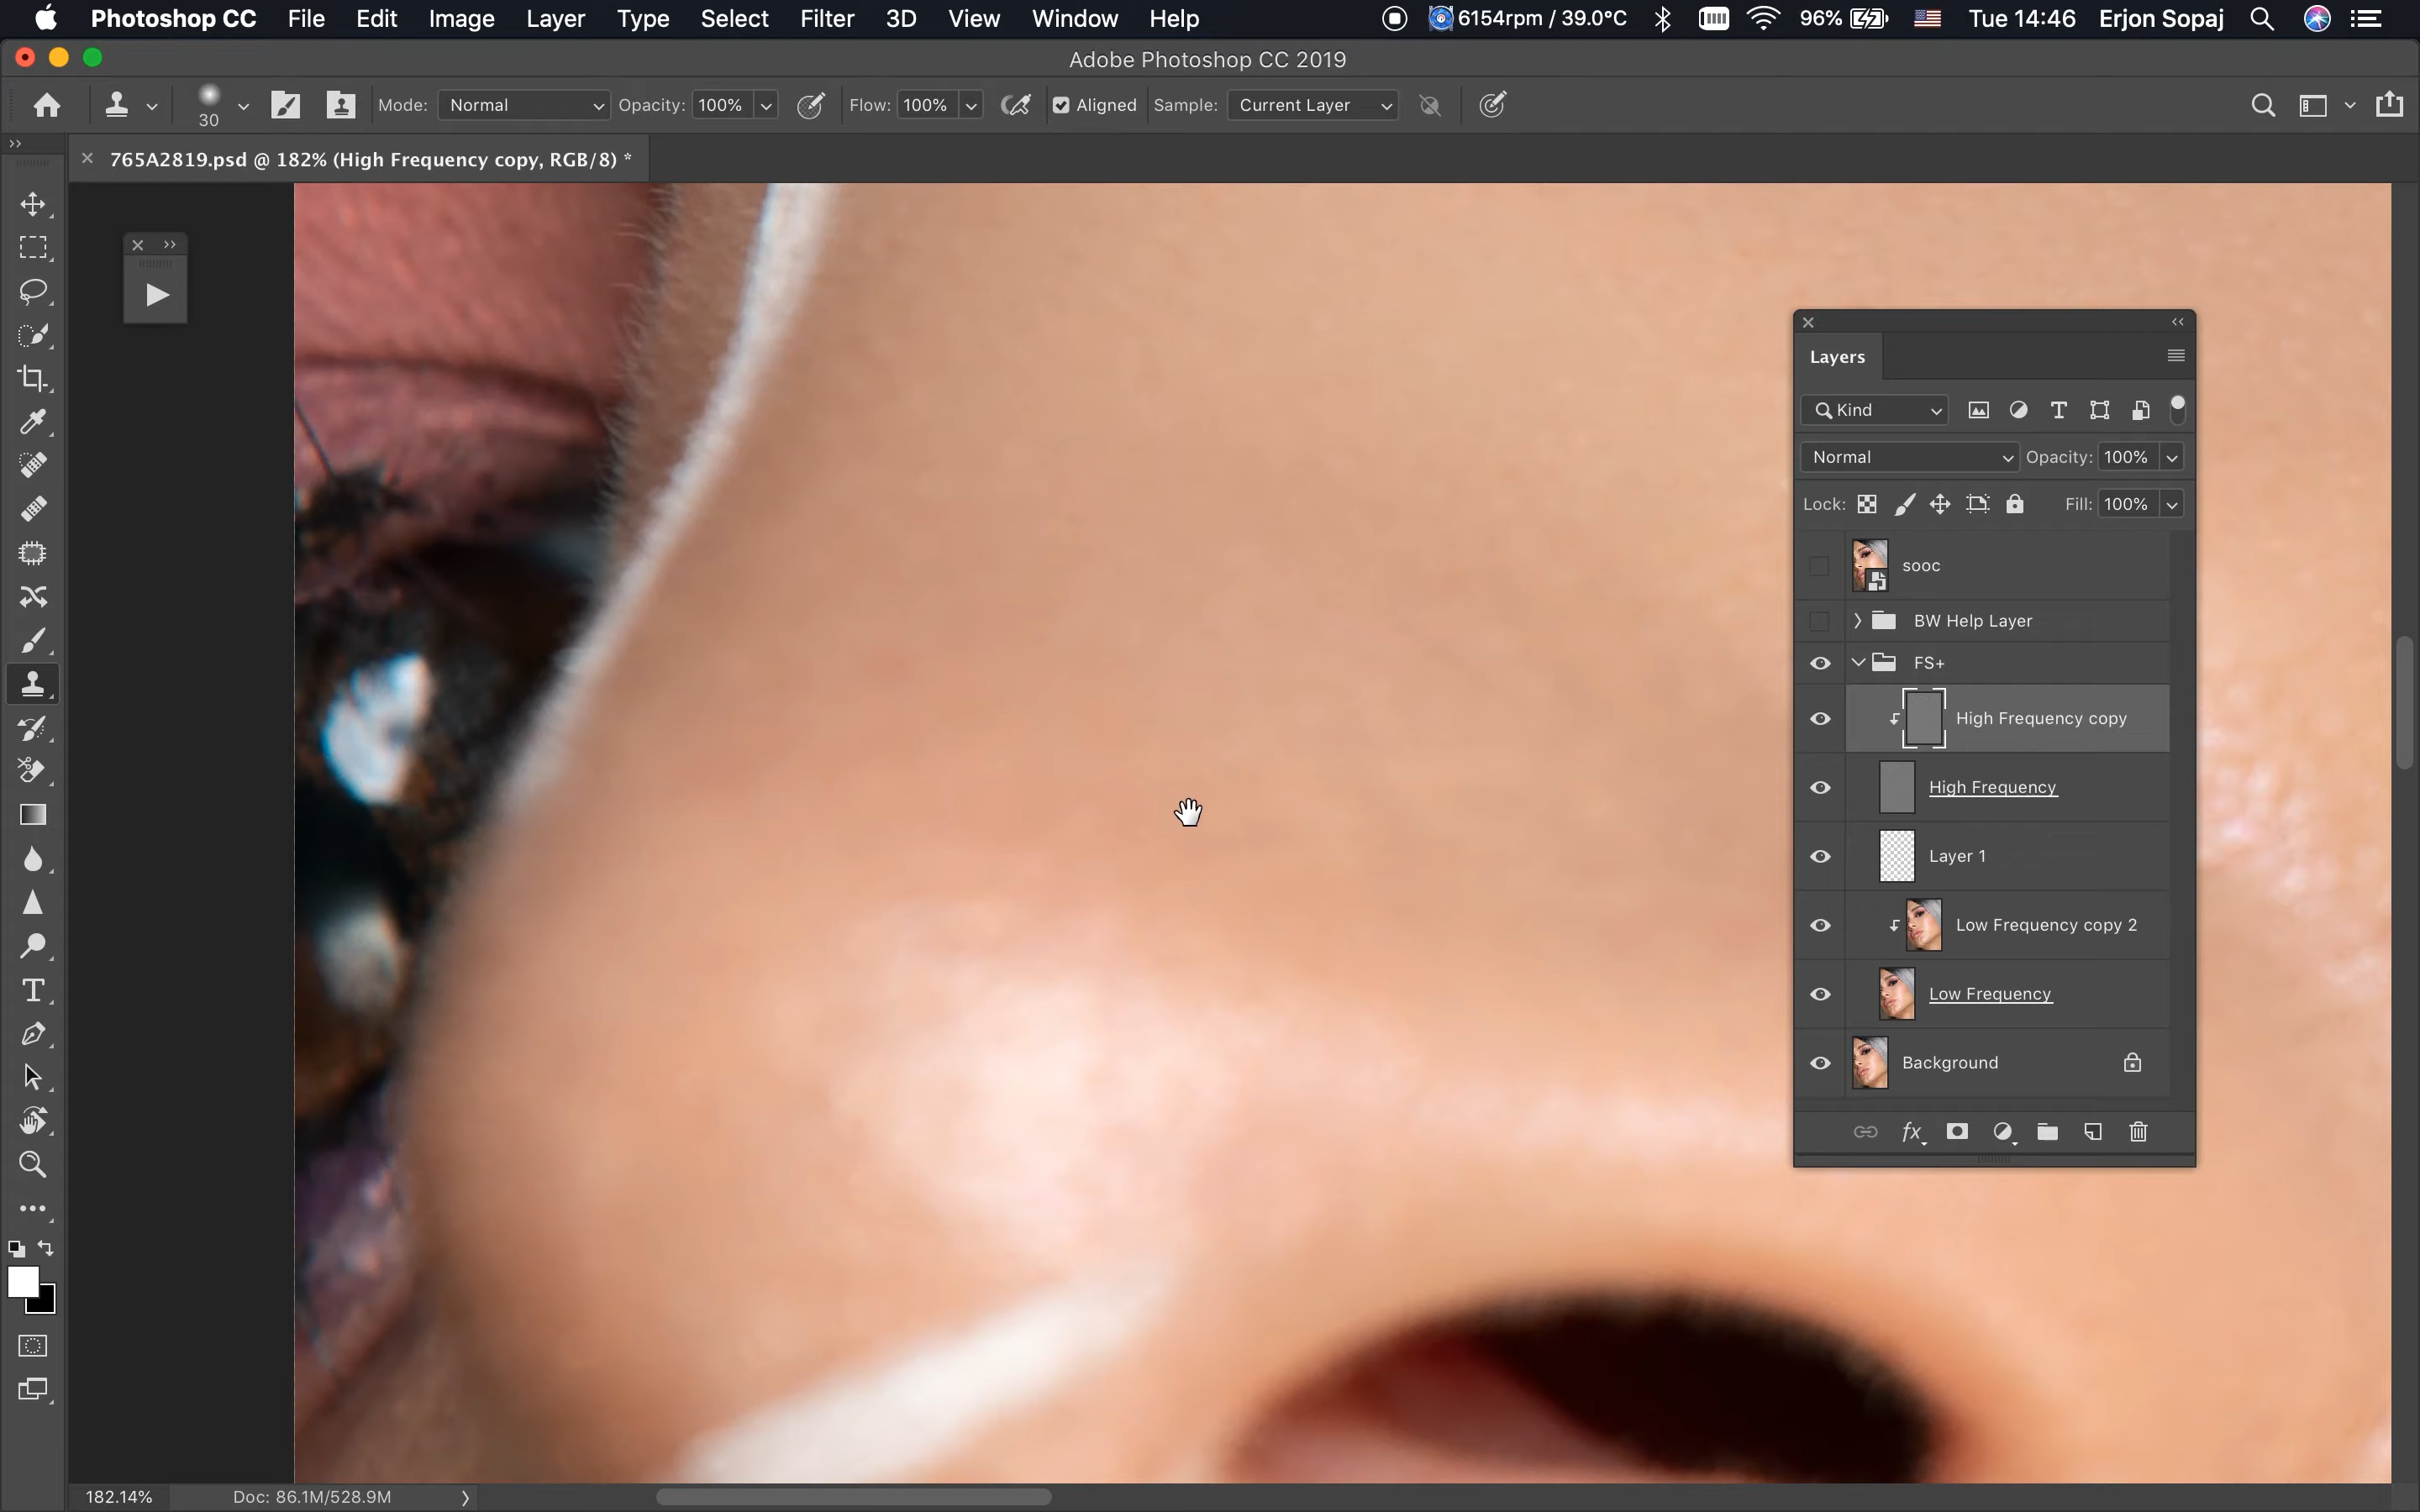 Photoshop CC File Edit Image Layer Type Select Filter 3D View Window Help 6154rpm / 39.0°C 96% Tue 14:46 Erjon Sopaj
Adobe Photoshop CC 2019
30 Mode: Normal Opacity: 100% Flow: 100% Aligned Sample: Current Layer
765A2819.psd @ 182% (High Frequency copy, RGB/8) *
Layers
Kind
Normal Opacity: 100%
Lock: Fill: 100%
sooc
BW Help Layer
FS+
High Frequency copy
High Frequency
Layer 1
Low Frequency copy 2
Low Frequency
Background
fx
182.14% Doc: 86.1M/528.9M